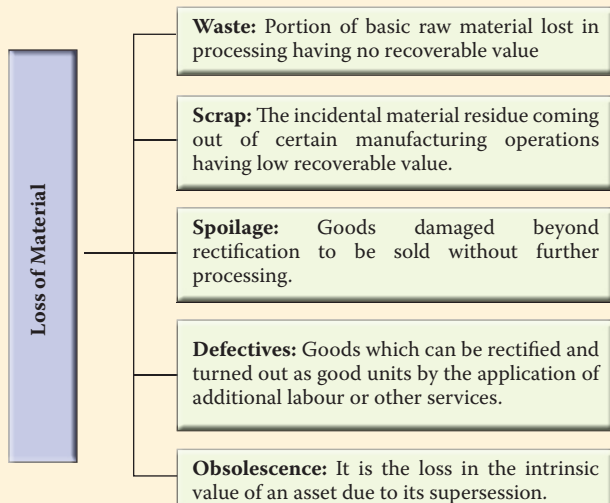 Loss of Material
Waste: Portion of basic raw material lost in
processing having no recoverable value
Scrap: The incidental material residue coming
out of certain manufacturing operations
having low recoverable value.
Spoilage: Goods damaged beyond
rectification to be sold without further
processing.
Defectives: Goods which can be rectified and
turned out as good units by the application of
additional labour or other services.
Obsolescence: It is the loss in the intrinsic
value of an asset due to its supersession.